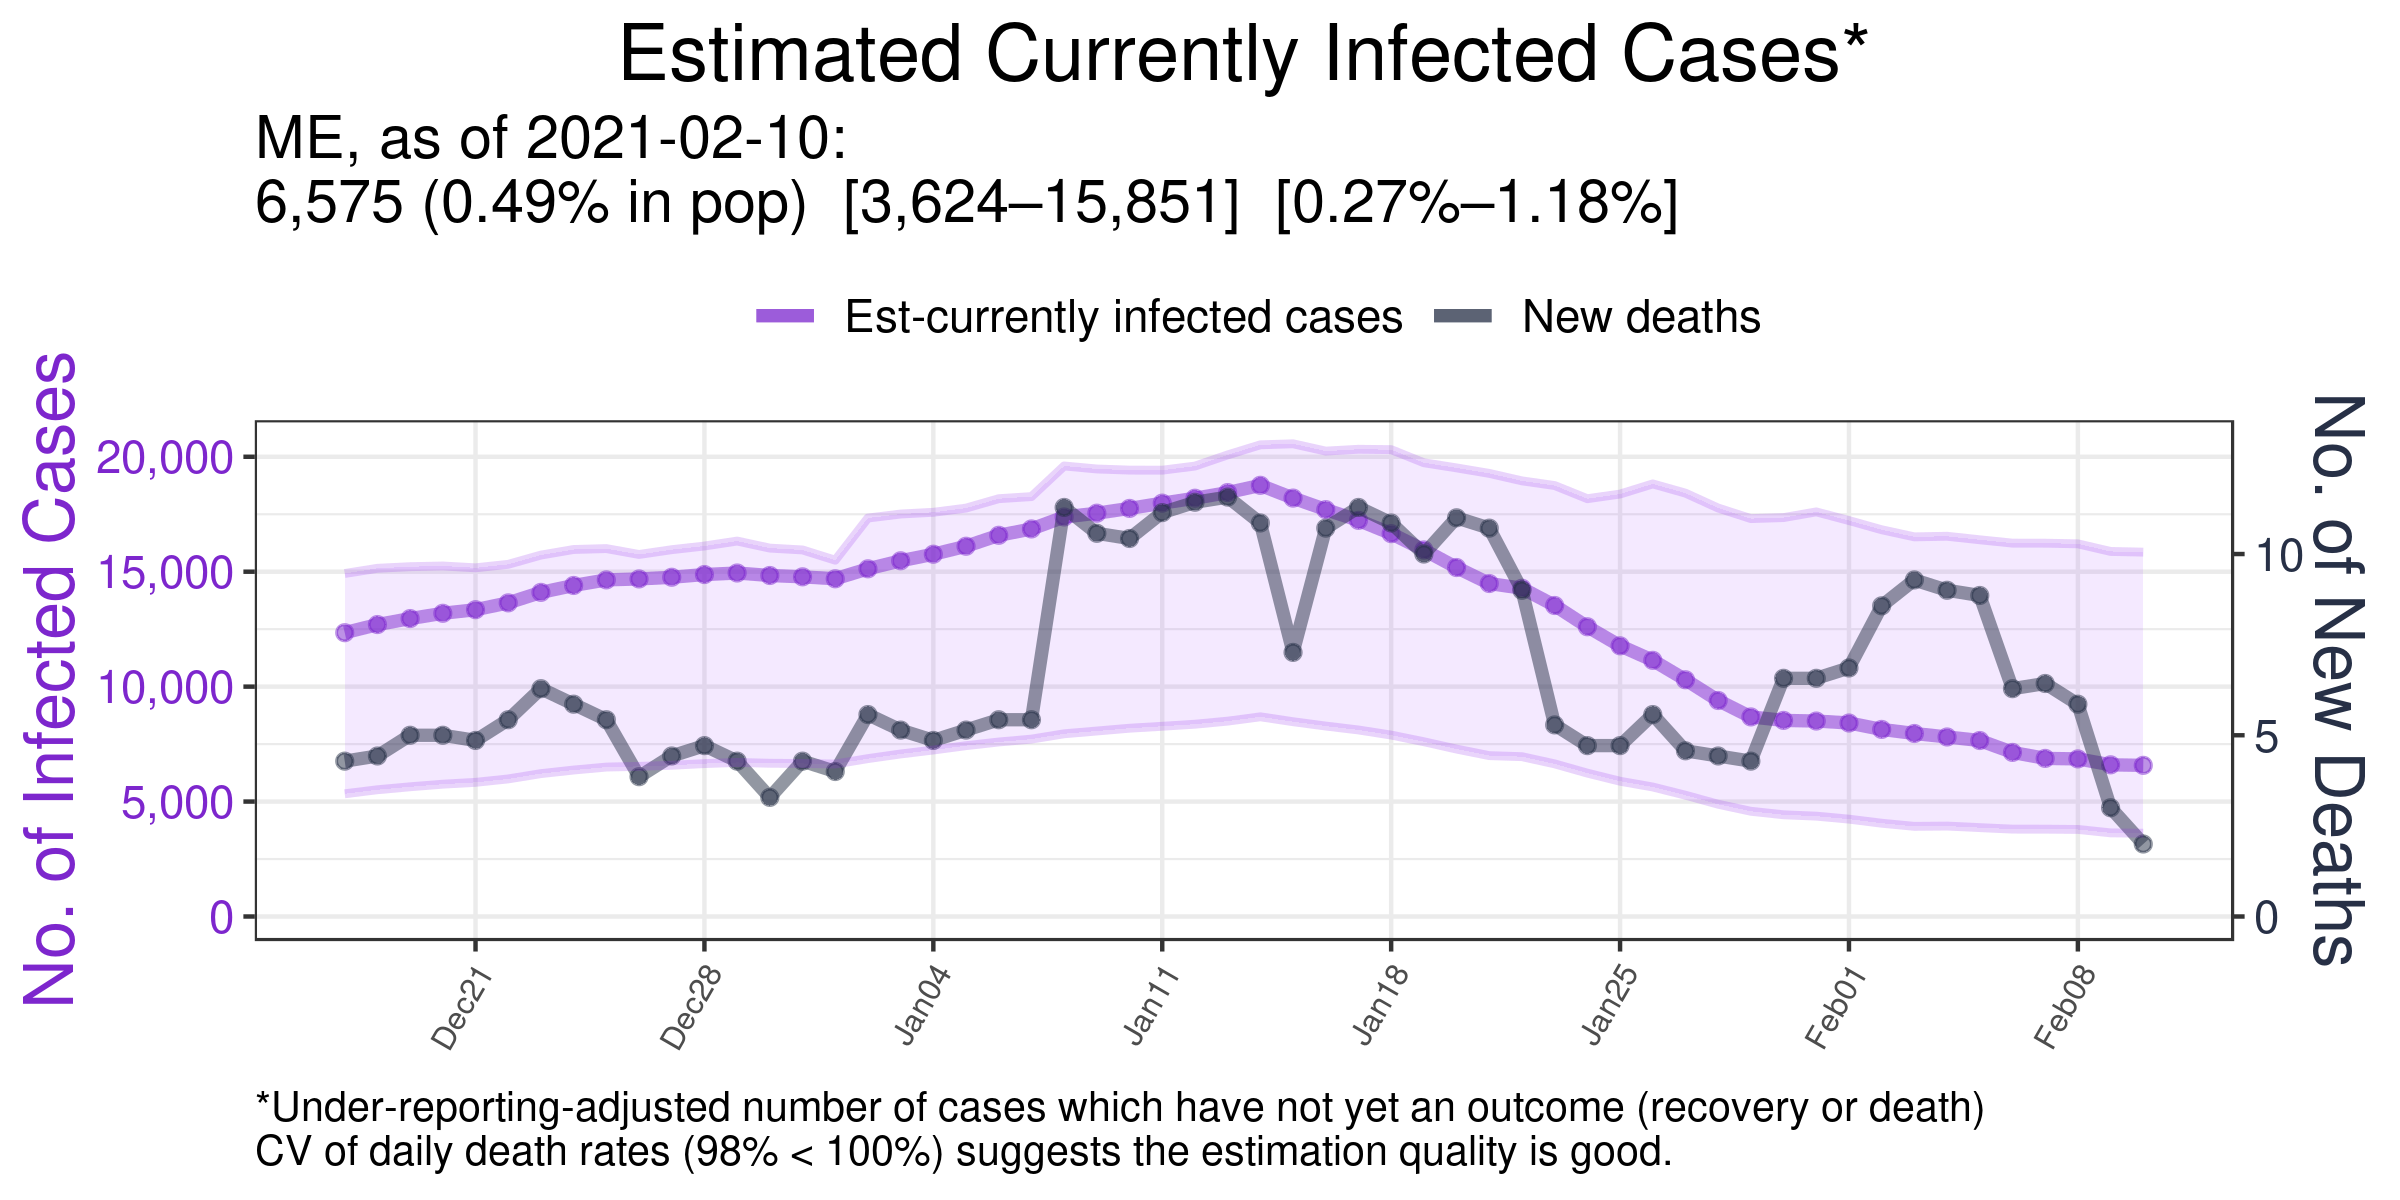 Estimated Currently Infected Cases*
ME, as of 2021-02-10:
6,575 (0.49% in pop)  [3,624–15,851]  [0.27%–1.18%]
Est-currently infected cases
New deaths
No. of Infected Cases
20,000
15,000
10,000
5,000
0
No. of New Deaths
10
5
0
Dec21
Dec28
Jan04
Jan11
Jan18
Jan25
Feb01
Feb08
*Under-reporting-adjusted number of cases which have not yet an outcome (recovery or death)
CV of daily death rates (98% < 100%) suggests the estimation quality is good.